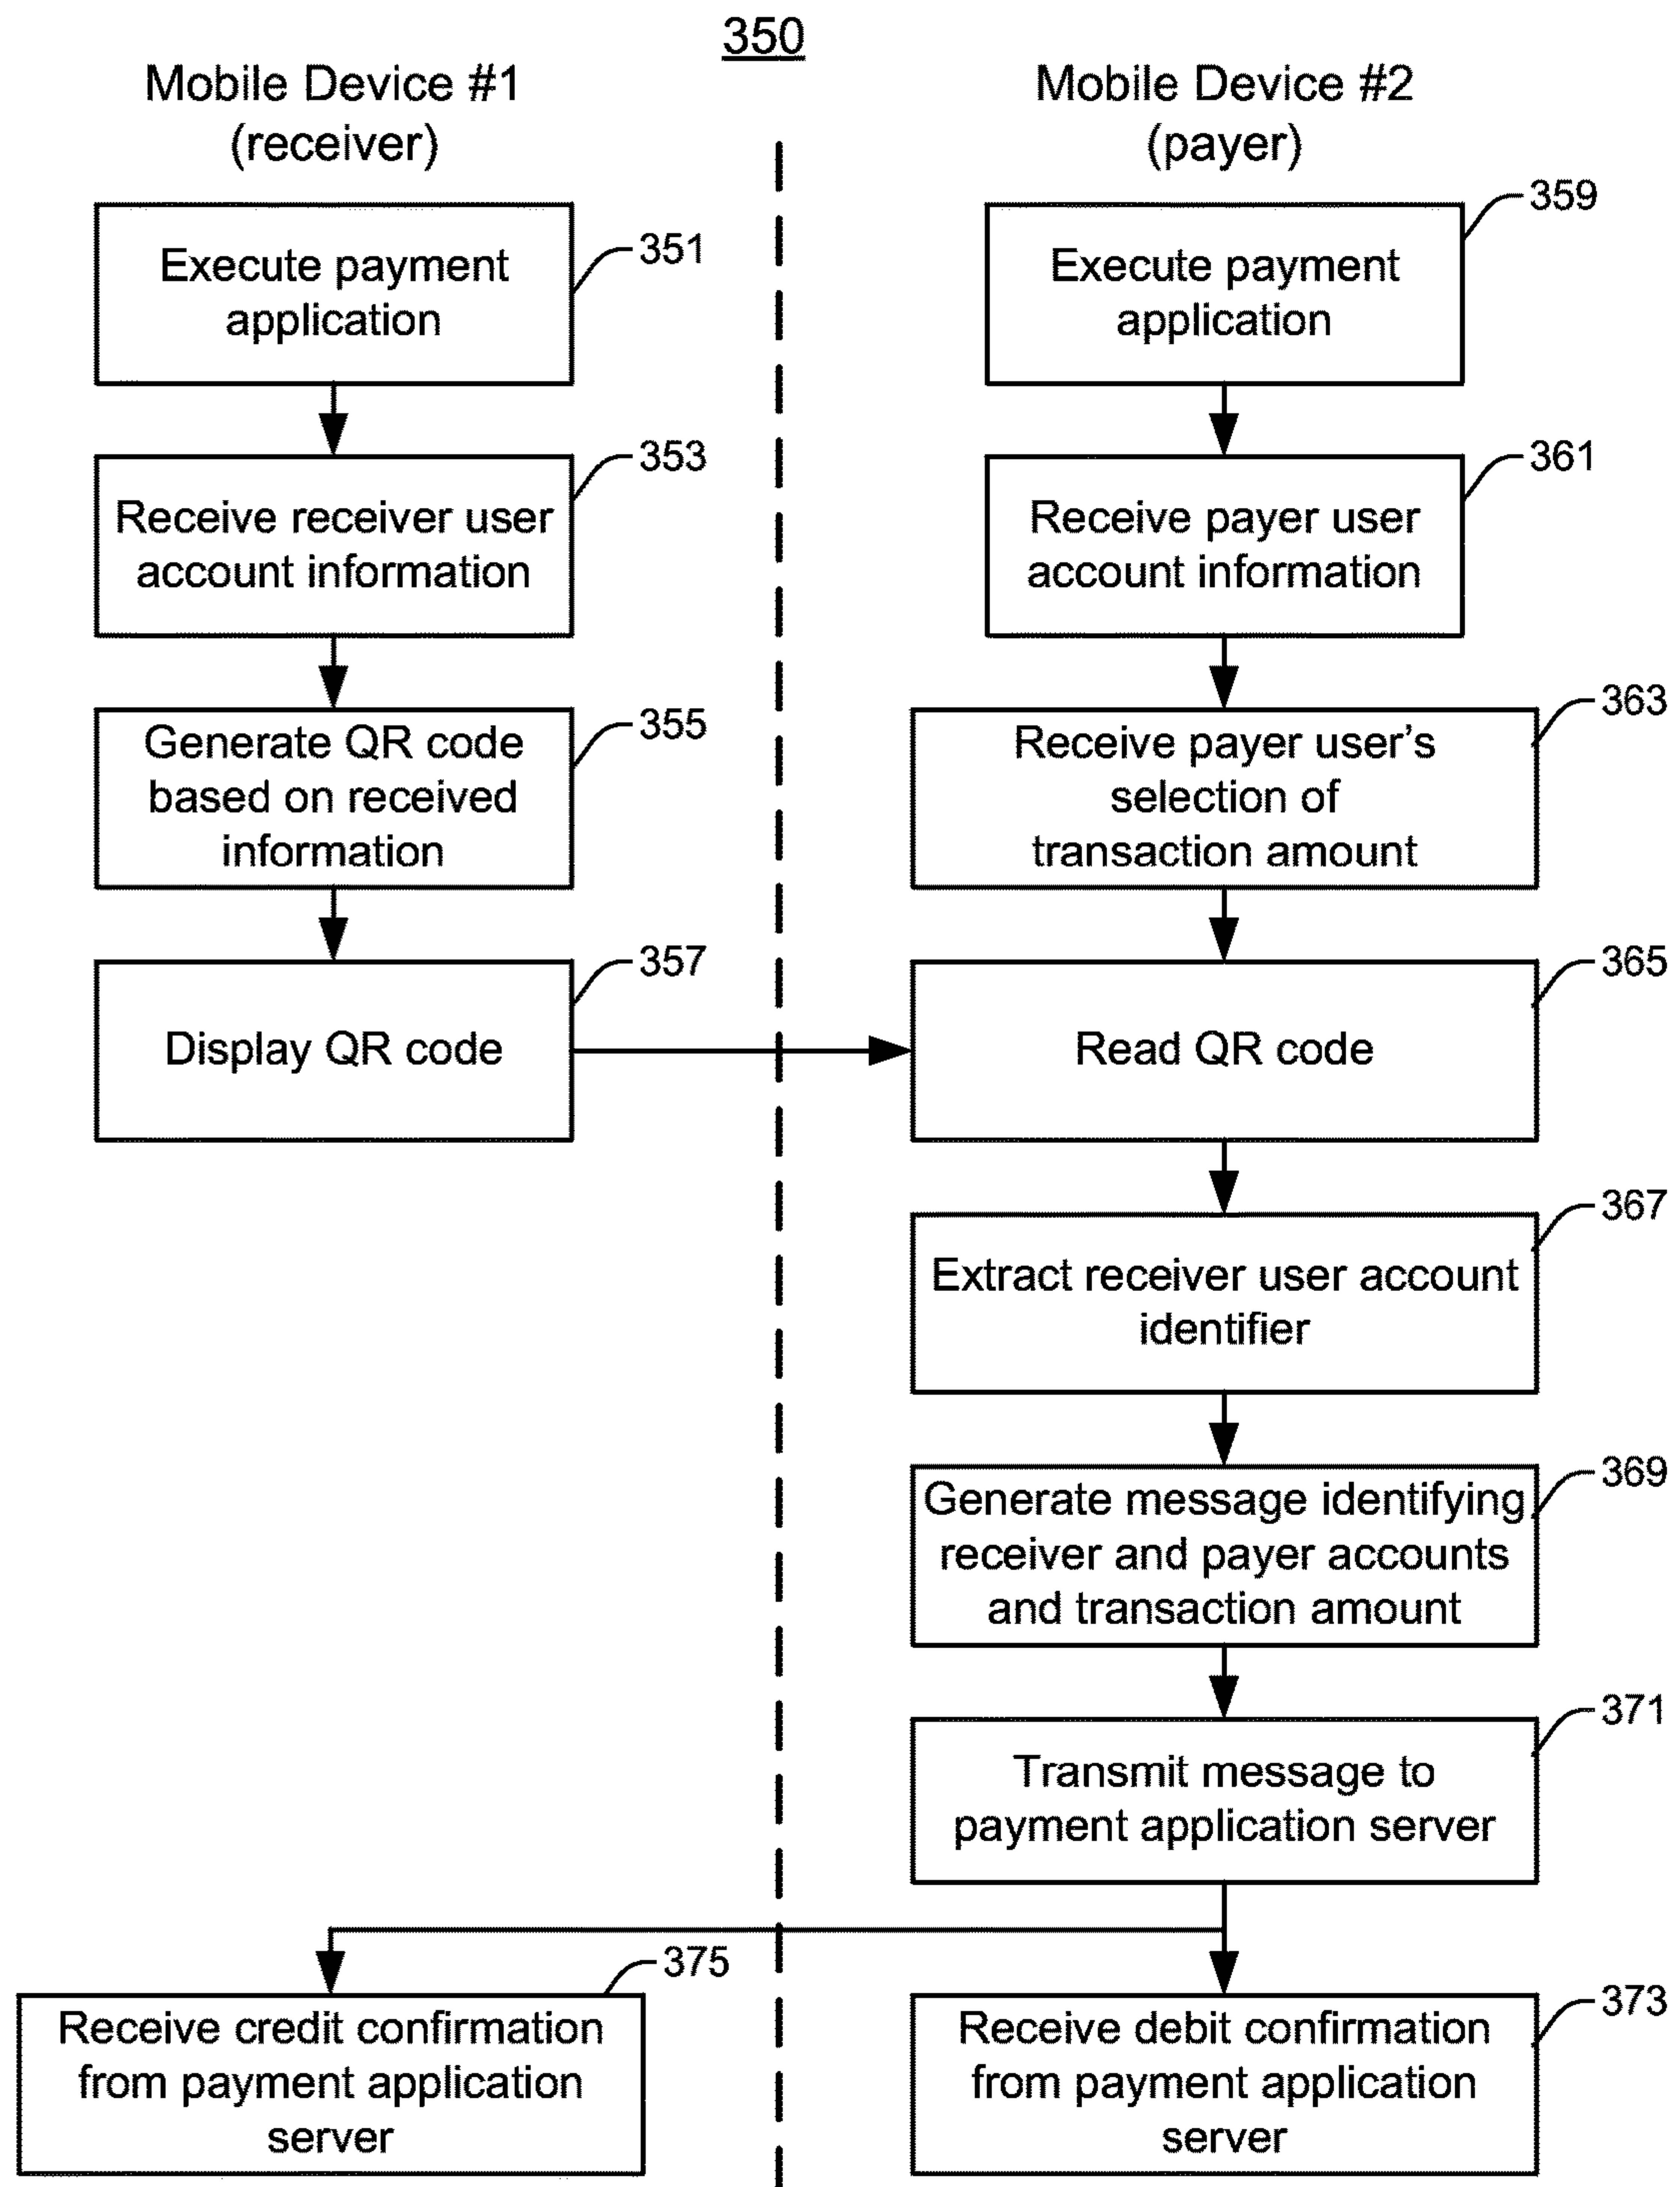 350
Mobile Device #1
(receiver)
Mobile Device #2
(payer)
Execute payment
application
351
Execute payment
application
359
Receive receiver user
account information
353
Receive payer user
account information
361
Generate QR code
based on received
information
355
Receive payer user’s
selection of
transaction amount
363
Display QR code
357
Read QR code
365
Extract receiver user account
identifier
367
Generate message identifying
receiver and payer accounts
and transaction amount
369
Transmit message to
payment application server
371
Receive credit confirmation
from payment application
server
375
Receive debit confirmation
from payment application
server
373